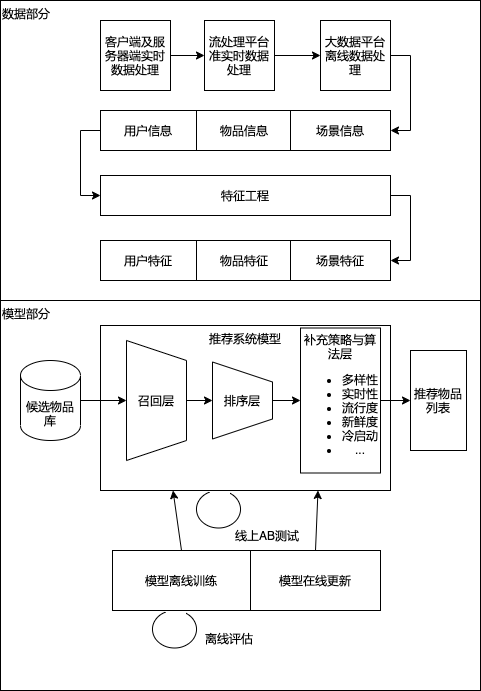 数据部分
客户端及服
务器端实时
数据处理
流处理平台
准实时数据
处理
大数据平台
离线数据处
理
用户信息
物品信息
场景信息
特征工程
用户特征
物品特征
场景特征
模型部分
推荐系统模型
候选物品
库
召回层
排序层
补充策略与算
法层
• 多样性
• 实时性
• 流行度
• 新鲜度
• 冷启动
• ...
推荐物品
列表
线上AB测试
模型离线训练
模型在线更新
离线评估